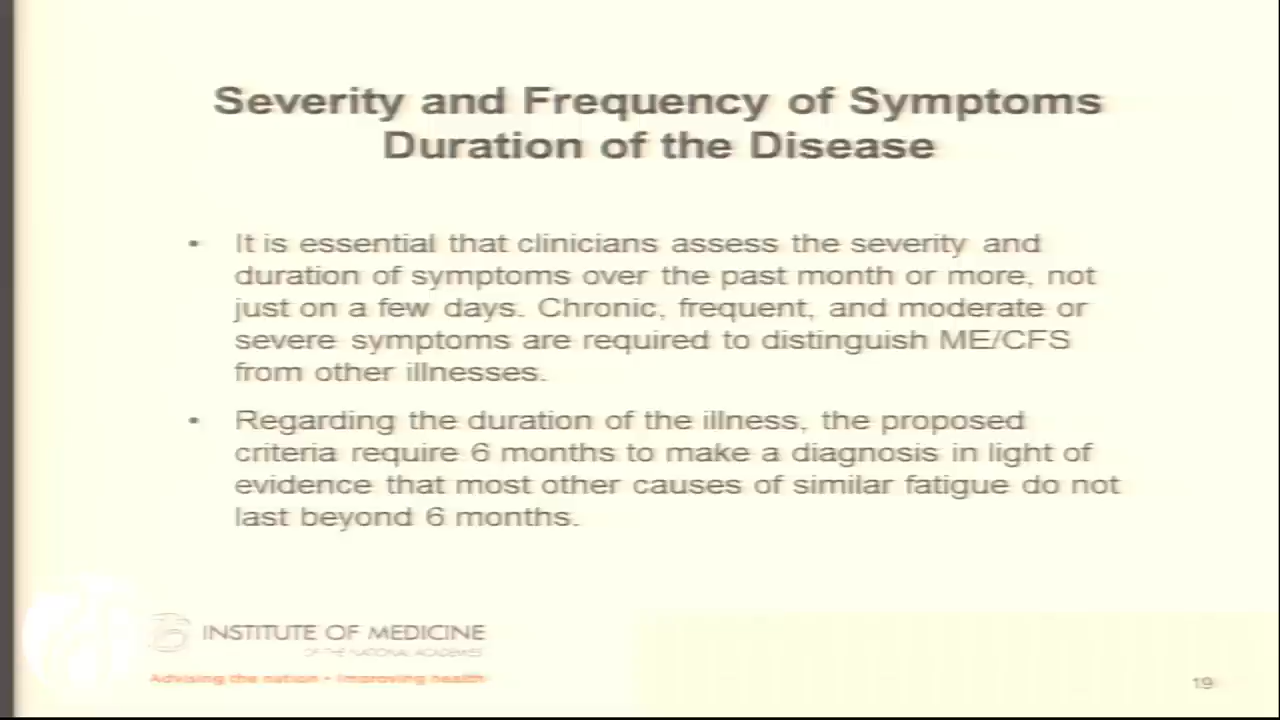 Severity and Frequency of Symptoms
Duration of the Disease
• It is essential that clinicians assess the severity and
duration of symptoms over the past month or more, not
just on a few days. Chronic, frequent, and moderate or
severe symptoms are required to distinguish ME/CFS
from other illnesses.
• Regarding the duration of the illness, the proposed
criteria require 6 months to make a diagnosis in light of
evidence that most other causes of similar fatigue do not
last beyond 6 months.
INSTITUTE OF MEDICINE
OF THE NATIONAL ACADEMIES
Advising the nation • Improving health
19